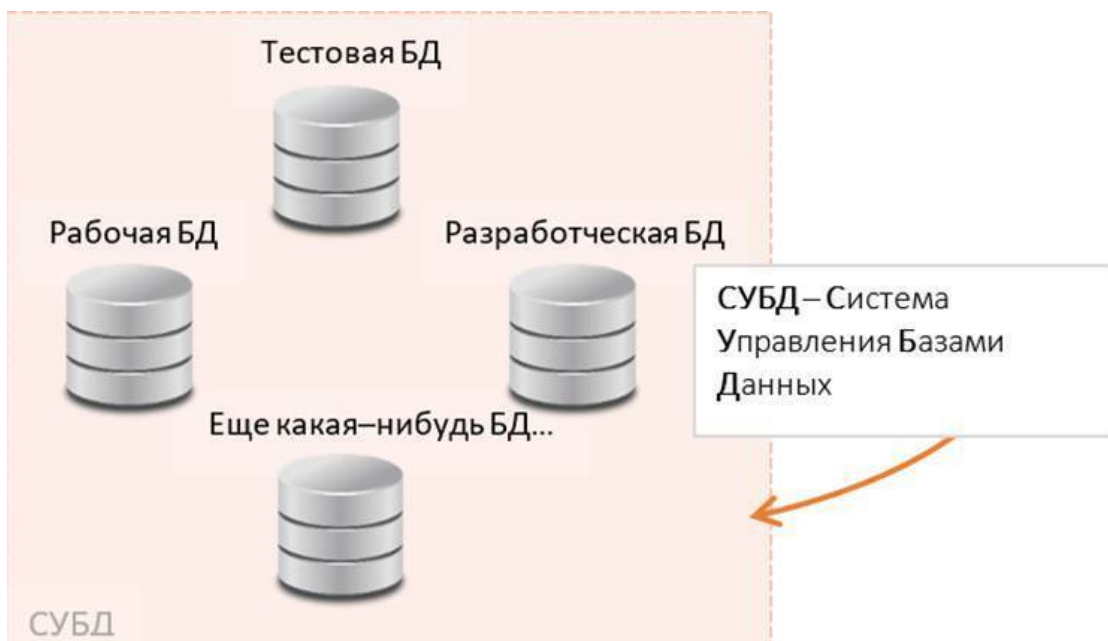 Тестовая БД
Рабочая БД
Разработческая БД
СУБД – Система
Управления Базами
Данных
Еще какая–нибудь БД...
СУБД